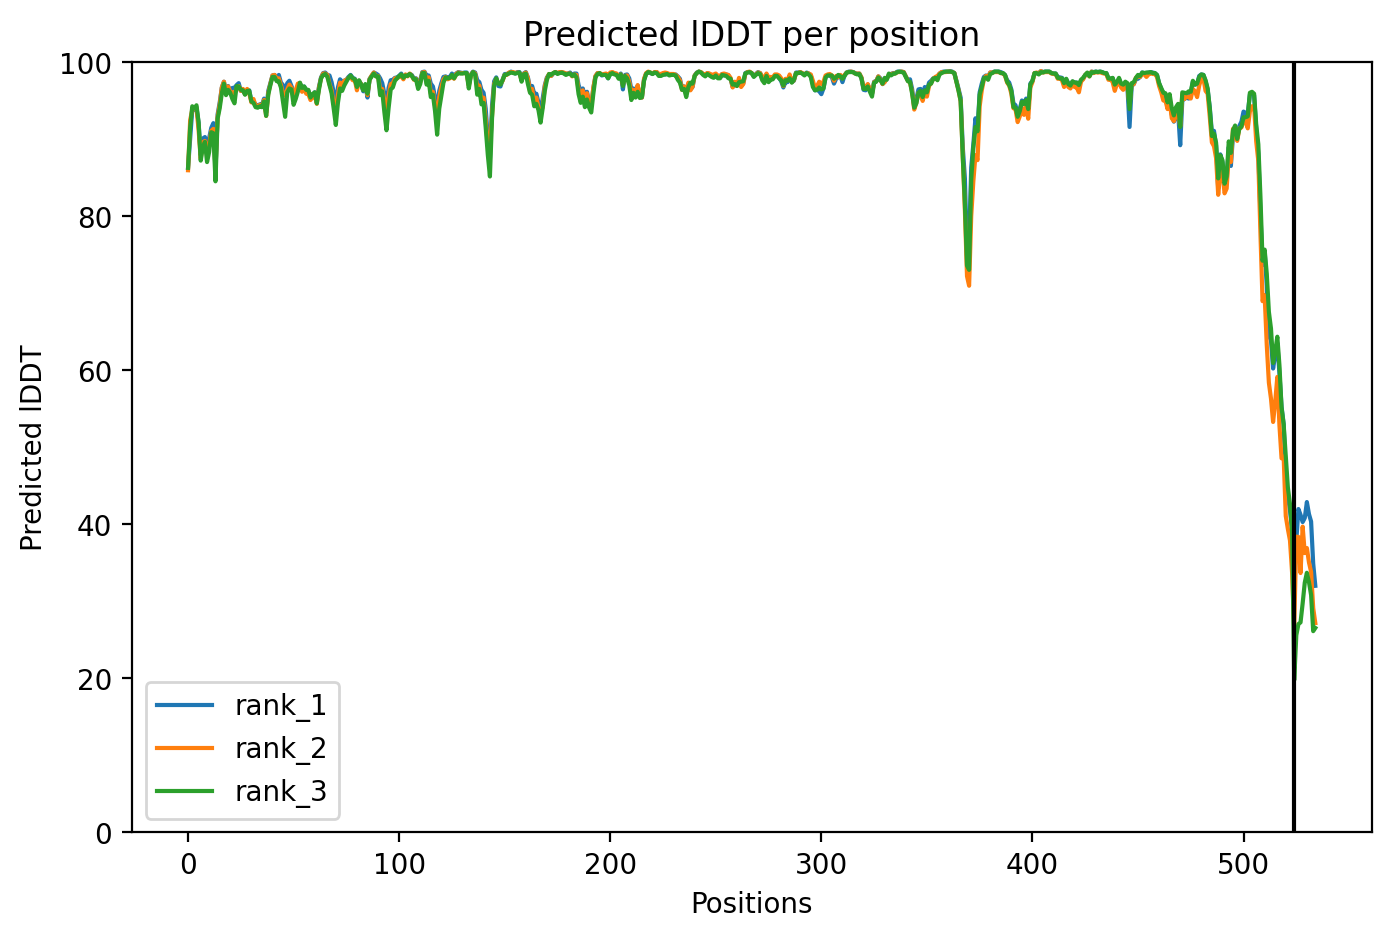 Predicted lDDT per position
Predicted lDDT
100
80
60
40
20
0
rank_1
rank_2
rank_3
0 100 200 300 400 500
Positions